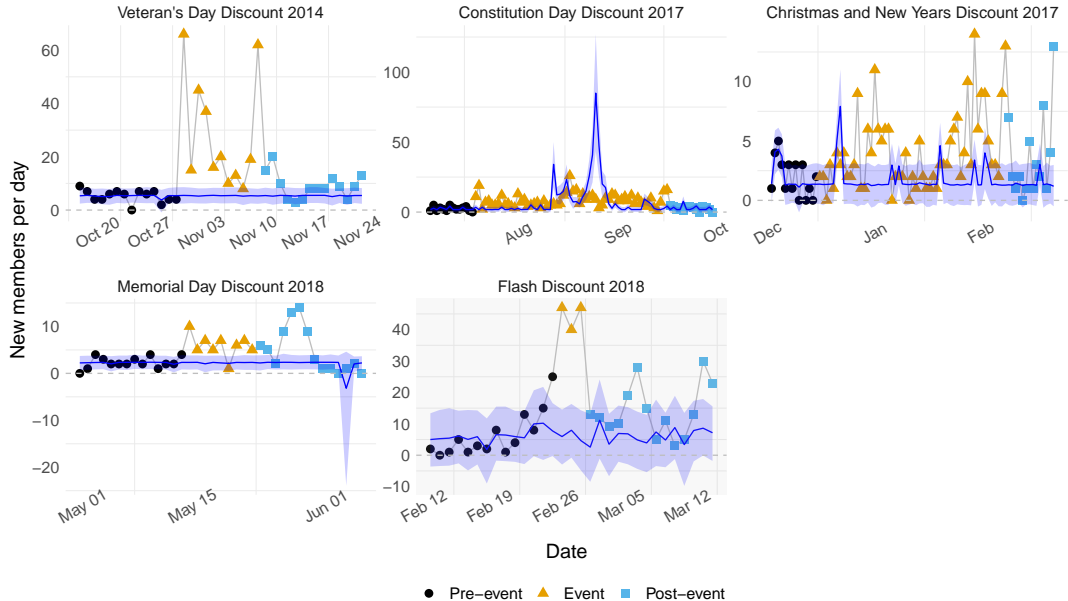 Veteran's Day Discount 2014
Constitution Day Discount 2017
Christmas and New Years Discount 2017
60
40
20
0
Oct 20
Oct 27
Nov 03
Nov 10
Nov 17
Nov 24
100
50
0
Aug
Sep
Oct
10
5
0
Dec
Jan
Feb
New members per day
Memorial Day Discount 2018
Flash Discount 2018
10
0
−10
−20
May 01
May 15
Jun 01
40
30
20
10
0
−10
Feb 12
Feb 19
Feb 26
Mar 05
Mar 12
Date
Pre−event
Event
Post−event